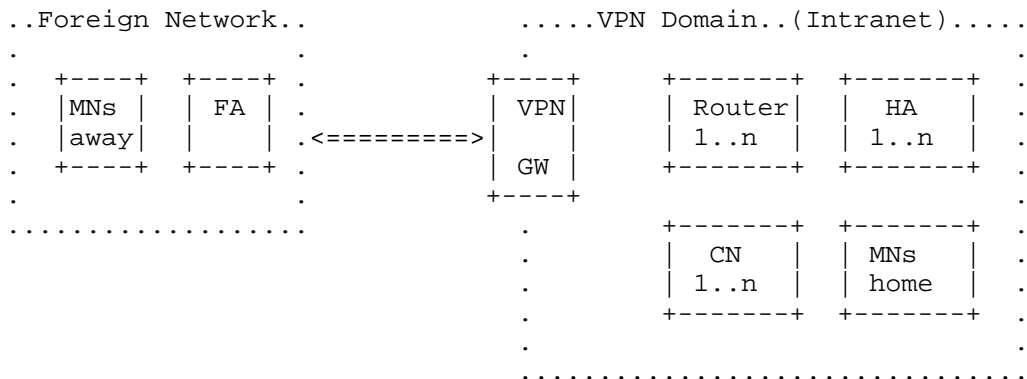 ..Foreign Network..             .....VPN Domain..(Intranet).....
.                 .             .                              .
.  +----+  +----+ .           +----+     +-------+  +-------+  .
.  |MNs |  | FA | .           | VPN|     | Router|  |  HA   |  .
.  |away|  |    | .<=========>|    |     | 1..n  |  | 1..n  |  .
.  +----+  +----+ .           | GW |     +-------+  +-------+  .
.                 .           +----+                           .
...................             .        +-------+  +-------+  .
                                .        |  CN   |  | MNs   |  .
                                .        | 1..n  |  | home  |  .
                                .        +-------+  +-------+  .
                                .                              .
                                ................................